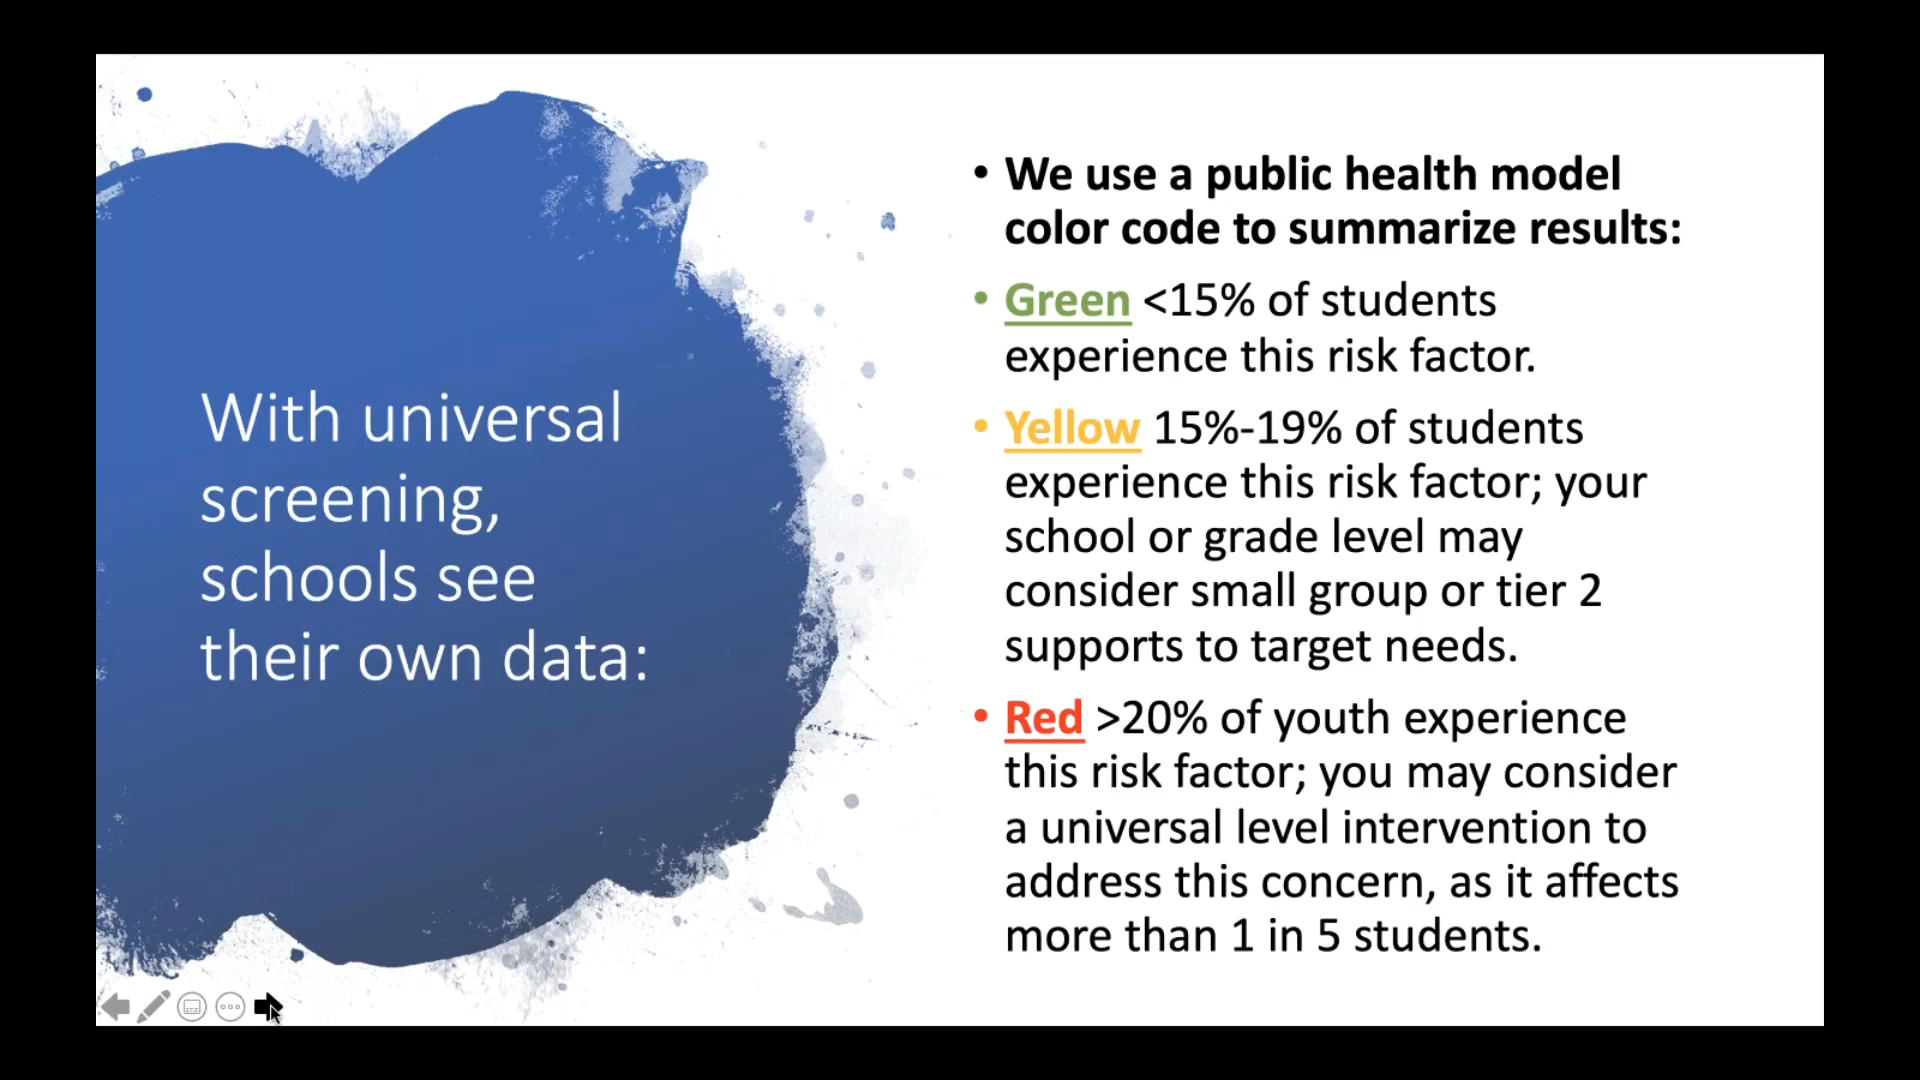 With universal
screening,
schools see
their own data:
• We use a public health model
color code to summarize results:
• Green <15% of students
experience this risk factor.
• Yellow 15%-19% of students
experience this risk factor; your
school or grade level may
consider small group or tier 2
supports to target needs.
• Red >20% of youth experience
this risk factor; you may consider
a universal level intervention to
address this concern, as it affects
more than 1 in 5 students.